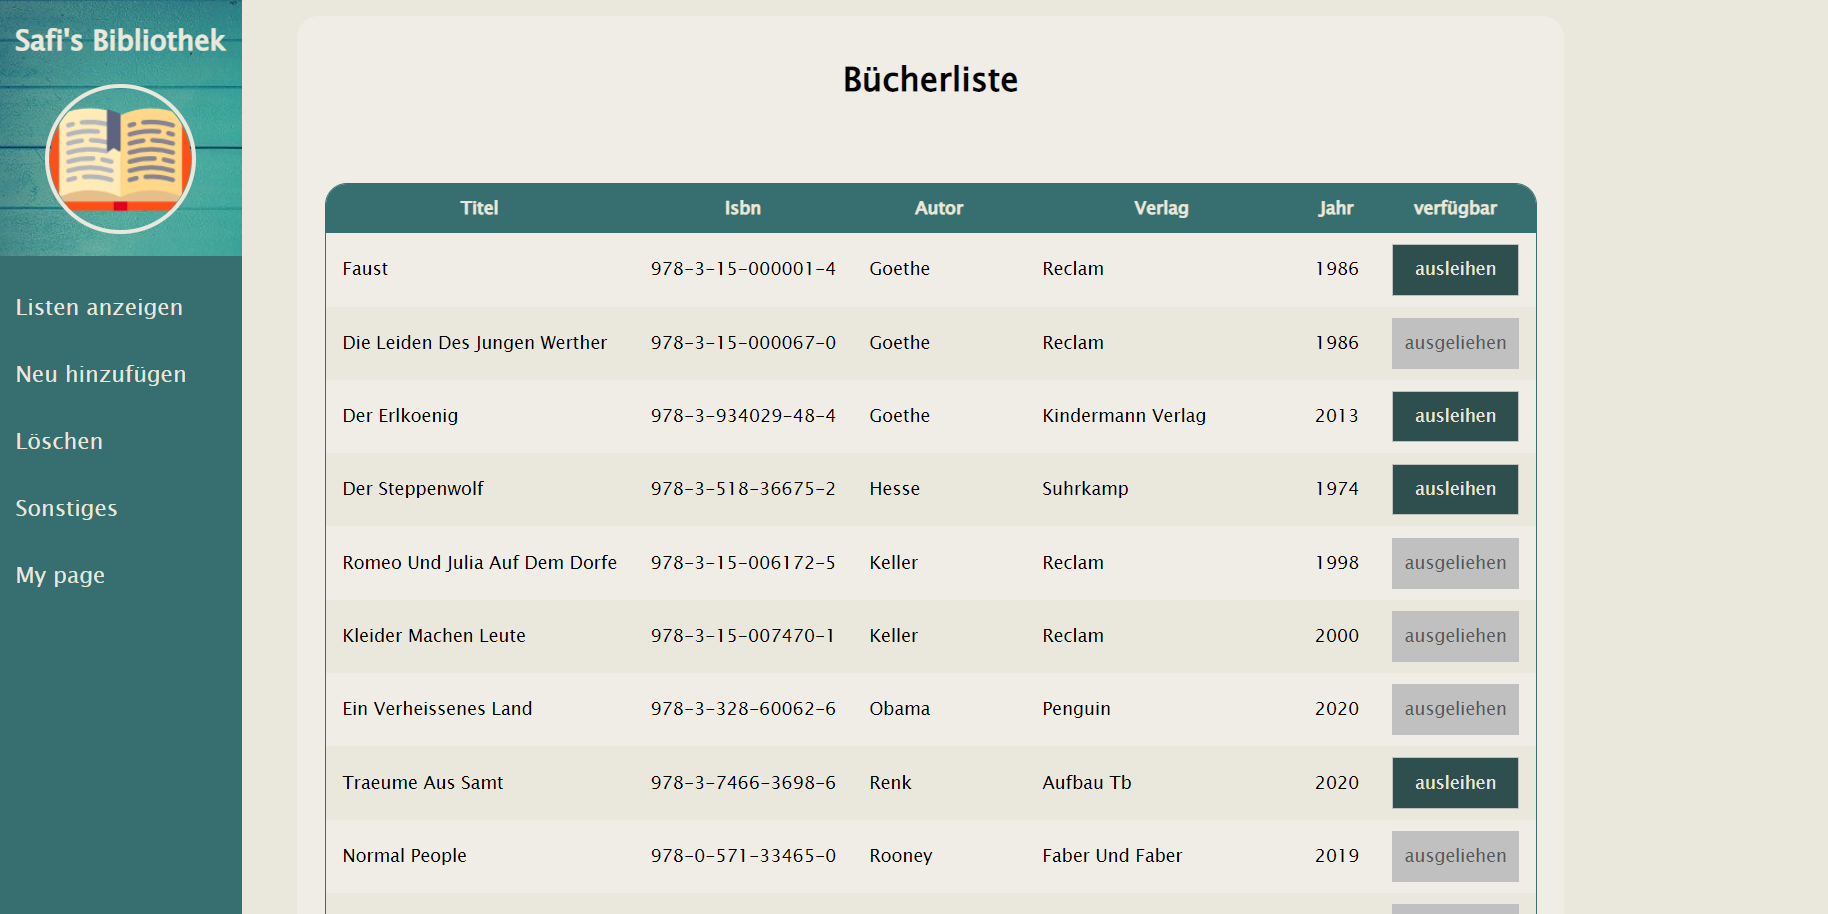 Safi's Bibliothek
Listen anzeigen
Neu hinzufügen
Löschen
Sonstiges
My page
Bücherliste
Titel Isbn Autor Verlag Jahr verfügbar
Faust 978-3-15-000001-4 Goethe Reclam 1986 ausleihen
Die Leiden Des Jungen Werther 978-3-15-000067-0 Goethe Reclam 1986 ausgeliehen
Der Erlkoenig 978-3-934029-48-4 Goethe Kindermann Verlag 2013 ausleihen
Der Steppenwolf 978-3-518-36675-2 Hesse Suhrkamp 1974 ausleihen
Romeo Und Julia Auf Dem Dorfe 978-3-15-006172-5 Keller Reclam 1998 ausgeliehen
Kleider Machen Leute 978-3-15-007470-1 Keller Reclam 2000 ausgeliehen
Ein Verheissenes Land 978-3-328-60062-6 Obama Penguin 2020 ausgeliehen
Traeume Aus Samt 978-3-7466-3698-6 Renk Aufbau Tb 2020 ausleihen
Normal People 978-0-571-33465-0 Rooney Faber Und Faber 2019 ausgeliehen